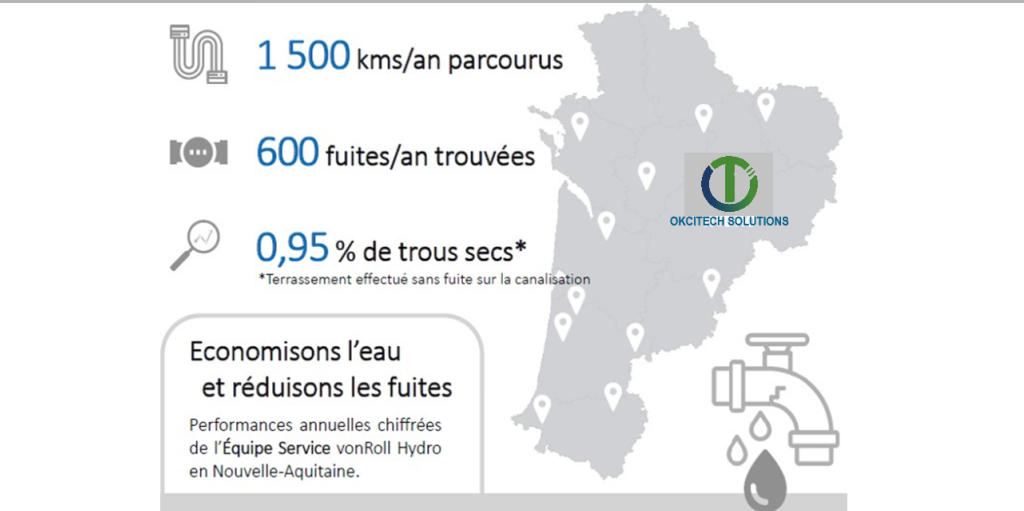 1 500 kms/an parcourus
600 fuites/an trouvées
0,95 % de trous secs*
*Terrassement effectué sans fuite sur la canalisation
OKCITECH SOLUTIONS
Economisons l'eau
et réduisons les fuites
Performances annuelles chiffrées
de l'Équipe Service vonRoll Hydro
en Nouvelle-Aquitaine.